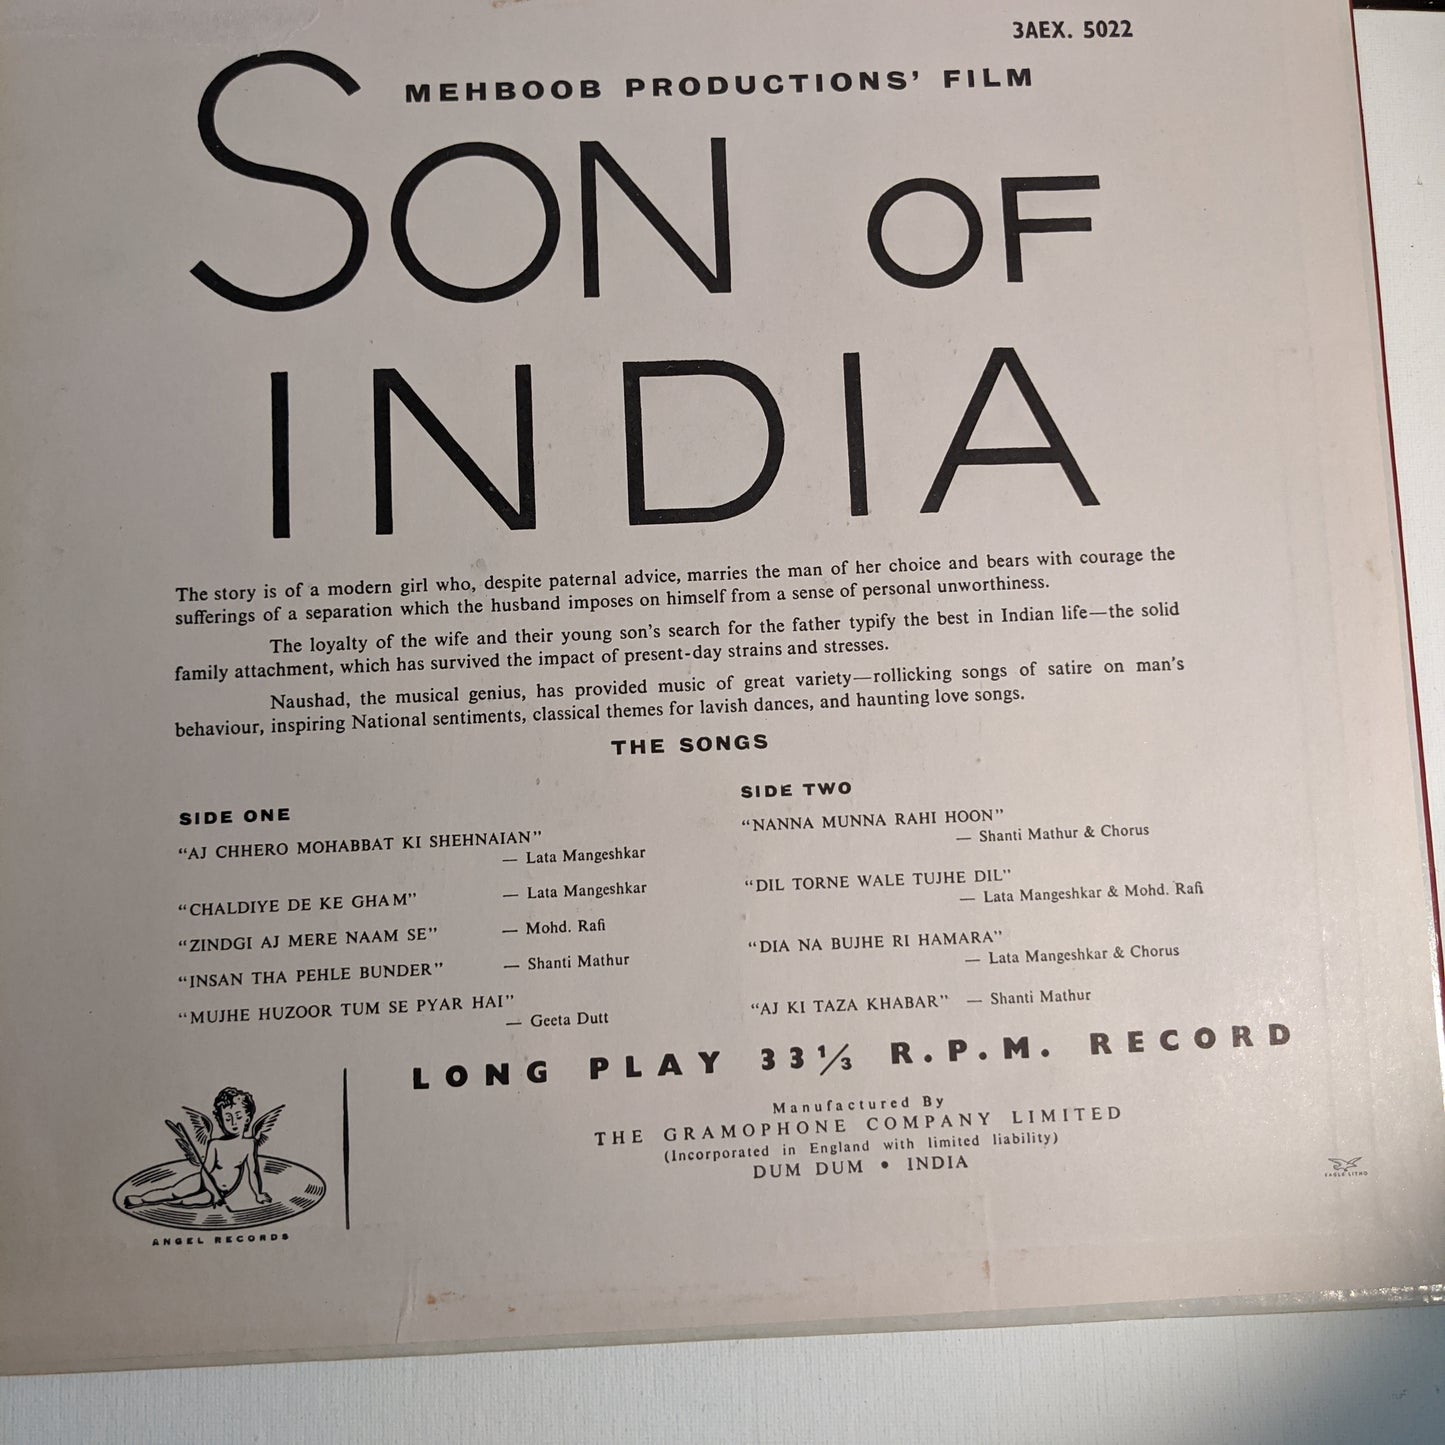 3AEX. 5022
MEHBOOB PRODUCTIONS' FILM
SON OF
INDIA
The story is of a modern girl who, despite paternal advice, marries the man of her choice and bears with courage the
sufferings of a separation which the husband imposes on himself from a sense of personal unworthiness.
The loyalty of the wife and their young son's search for the father typify the best in Indian life—the solid
family attachment, which has survived the impact of present-day strains and stresses.
Naushad, the musical genius, has provided music of great variety—rollicking songs of satire on man's
behaviour, inspiring National sentiments, classical themes for lavish dances, and haunting love songs.
THE SONGS
SIDE ONE
“AJ CHHERO MOHABBAT KI SHEHNAIAN”
— Lata Mangeshkar
“CHALDIYE DE KE GHAM” — Lata Mangeshkar
“ZINDGI AJ MERE NAAM SE” — Mohd. Rafi
“INSAN THA PEHLE BUNDER” — Shanti Mathur
“MUJHE HUZOOR TUM SE PYAR HAI”
— Geeta Dutt
SIDE TWO
“NANNA MUNNA RAHI HOON”
— Shanti Mathur & Chorus
“DIL TORNE WALE TUJHE DIL”
— Lata Mangeshkar & Mohd. Rafi
“DIA NA BUJHE RI HAMARA”
— Lata Mangeshkar & Chorus
“AJ KI TAZA KHABAR” — Shanti Mathur
LONG PLAY 33⅓ R.P.M. RECORD
Manufactured By
THE GRAMOPHONE COMPANY LIMITED
(Incorporated in England with limited liability)
DUM DUM • INDIA
ANGEL RECORDS
EAGLE LITHO